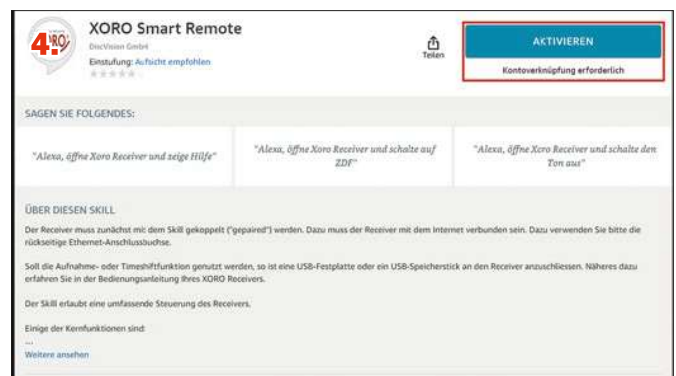 4.
XORO Smart Remote
DiscVision GmbH
Einstufung: Aufsicht empfohlen
Teilen
AKTIVIEREN
Kontoverknüpfung erforderlich
SAGEN SIE FOLGENDES:
"Alexa, öffne Xoro Receiver und zeige Hilfe"
"Alexa, öffne Xoro Receiver und schalte auf
ZDF"
"Alexa, öffne Xoro Receiver und schalte den
Ton aus"
ÜBER DIESEN SKILL
Der Receiver muss zunächst mit dem Skill gekoppelt ("gepaired") werden. Dazu muss der Receiver mit dem Internet verbunden sein. Dazu verwenden Sie bitte die
rückseitige Ethernet-Anschlussbuchse.
Soll die Aufnahme- oder Timeshiftfunktion genutzt werden, so ist eine USB-Festplatte oder ein USB-Speicherstick an den Receiver anzuschliessen. Näheres dazu
erfahren Sie in der Bedienungsanleitung Ihres XORO
Receivers.
Der Skill erlaubt eine umfassende Steuerung des Receivers.
Einige der Kernfunktionen sind:
...
Weitere ansehen